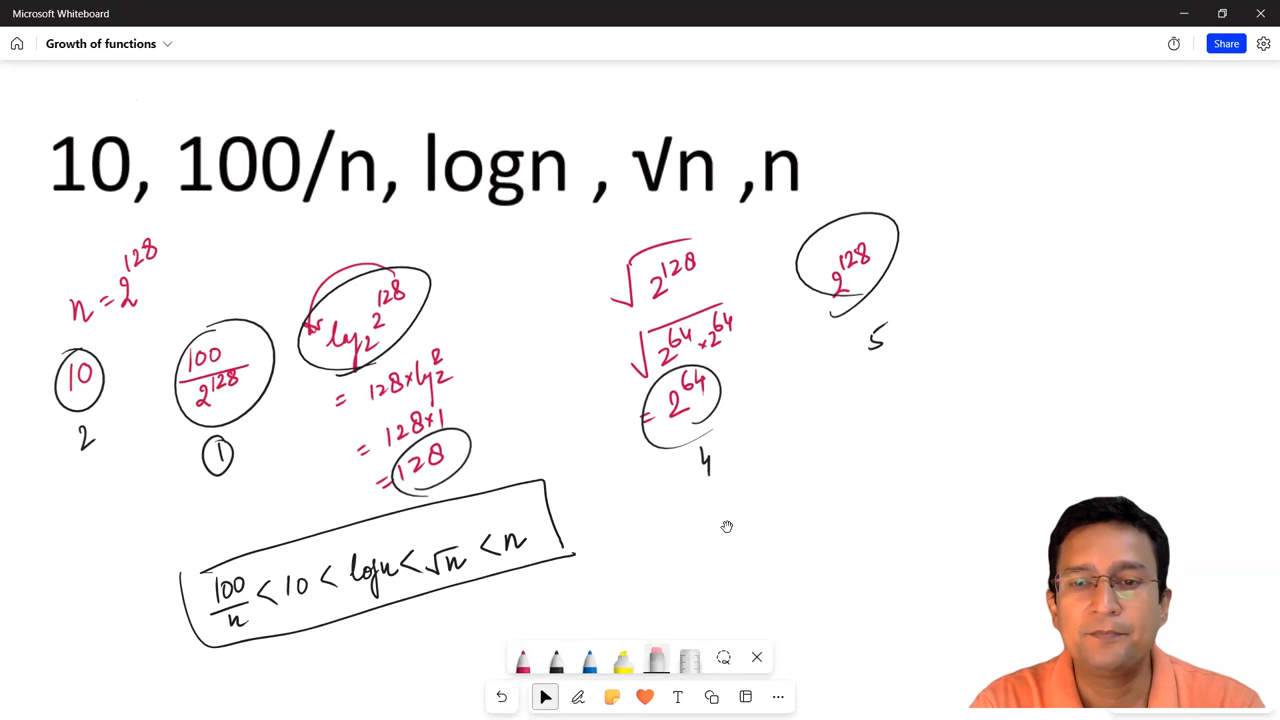 Microsoft Whiteboard
Growth of functions
Share
10, 100/n, logn , √n ,n
n = 2^128
10
2
100/2^128
1
log₂ 2^128
= 128 × log₂ 2
= 128 × 1
= 128
√2^128
√2^64 × 2^64
= 2^64
4
2^128
5
100/n < 10 < logn < √n < n
T